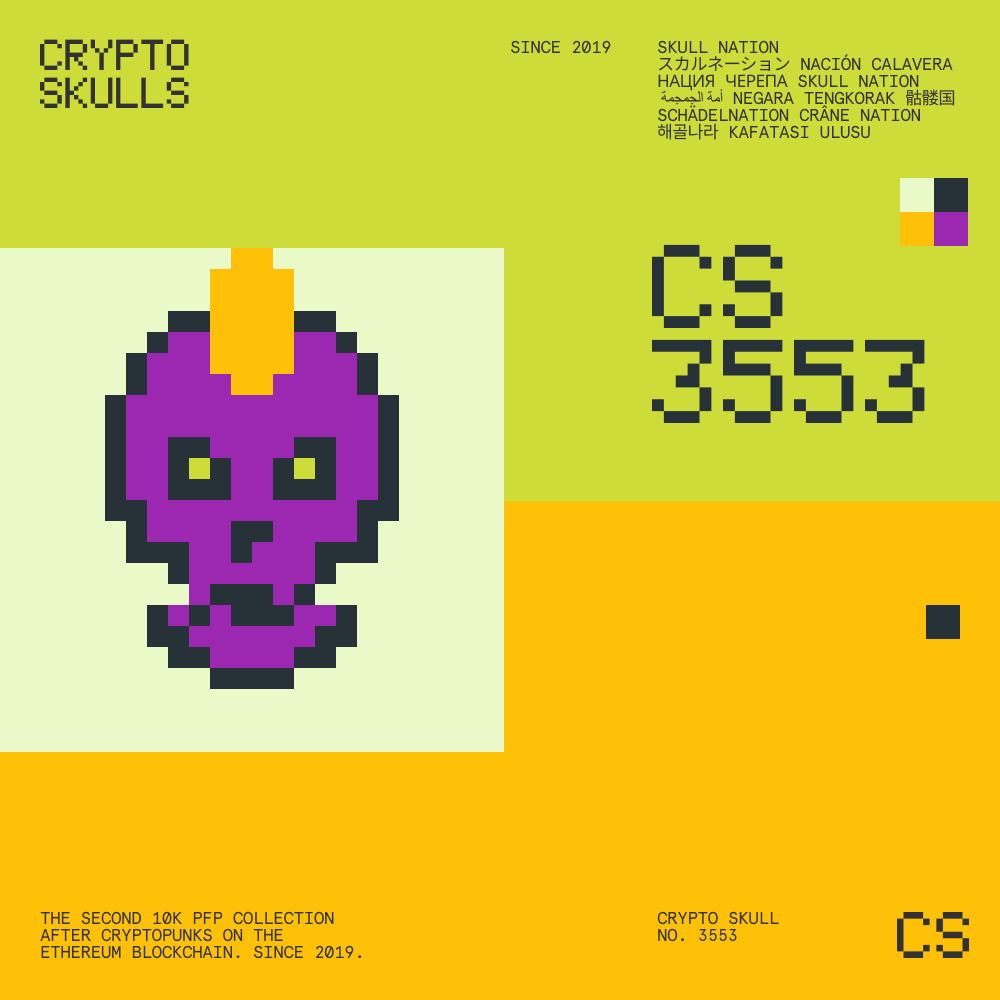 CRYPTO
SKULLS
SINCE 2019
SKULL NATION
スカルネーション NACIÓN CALAVERA
НАЦИЯ ЧЕРЕПА SKULL NATION
أمة الجمجمة NEGARA TENGKORAK 骷髅国
SCHÄDELNATION CRÂNE NATION
해골나라 KAFATASI ULUSU
CS
3553
THE SECOND 10K PFP COLLECTION
AFTER CRYPTOPUNKS ON THE
ETHEREUM BLOCKCHAIN. SINCE 2019.
CRYPTO SKULL
NO. 3553
CS